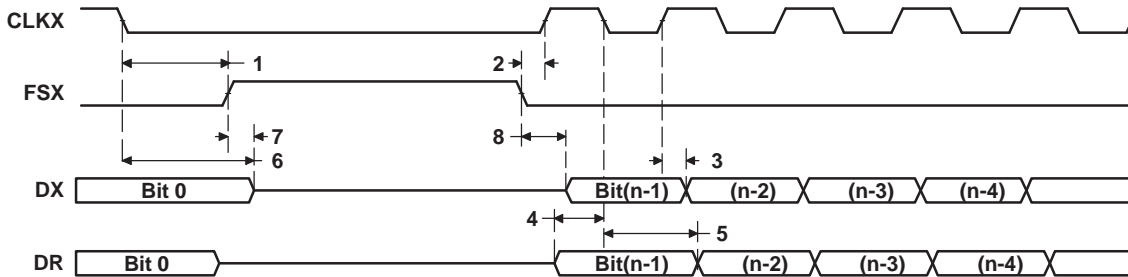 CLKX
1
2
FSX
7
8
6
3
DX
Bit 0
Bit(n-1)
(n-2)
(n-3)
(n-4)
4
5
DR
Bit 0
Bit(n-1)
(n-2)
(n-3)
(n-4)